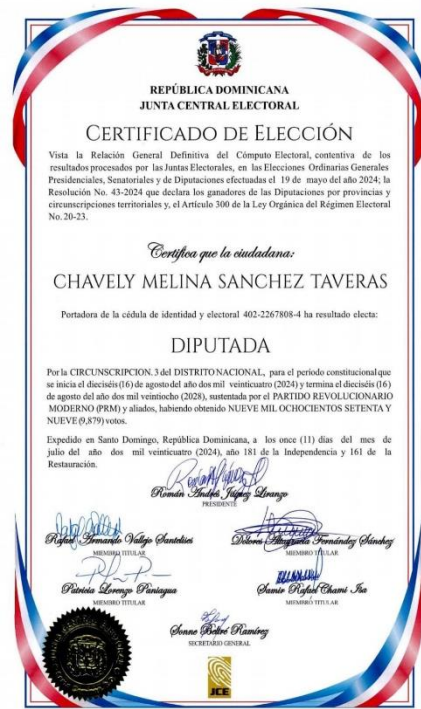 REPÚBLICA DOMINICANA
JUNTA CENTRAL ELECTORAL
CERTIFICADO DE ELECCIÓN
Vista la Relación General Definitiva del Cómputo Electoral, contentiva de los
resultados procesados por las Juntas Electorales, en las Elecciones Ordinarias Generales
Presidenciales, Senatoriales y de Diputaciones efectuadas el 19 de mayo del año 2024; la
Resolución No. 43-2024 que declara los ganadores de las Diputaciones por provincias y
circunscripciones territoriales y, el Artículo 300 de la Ley Orgánica del Régimen Electoral
No. 20-23.
Certifica que la ciudadana:
CHAVELY MELINA SANCHEZ TAVERAS
Portadora de la cédula de identidad y electoral 402-2267808-4 ha resultado electa:
DIPUTADA
Por la CIRCUNSCRIPCION. 3 del DISTRITO NACIONAL, para el período constitucional que
se inicia el dieciséis (16) de agosto del año dos mil veinticuatro (2024) y termina el dieciséis (16)
de agosto del año dos mil veintiocho (2028), sustentada por el PARTIDO REVOLUCIONARIO
MODERNO (PRM) y aliados, habiendo obtenido NUEVE MIL OCHOCIENTOS SETENTA Y
NUEVE (9,879) votos.
Expedido en Santo Domingo, República Dominicana, a los once (11) días del mes de
julio del año dos mil veinticuatro (2024), año 181 de la Independencia y 161 de la
Restauración.
Román Andrés Jáquez Liranzo
PRESIDENTE
Rafael Armando Vallejo Santelises
MIEMBRO TITULAR
Dolores Altagracia Fernández Sánchez
MIEMBRO TITULAR
Patricia Lorenzo Paniagua
MIEMBRO TITULAR
Samir Rafael Chami Isa
MIEMBRO TITULAR
Sonne Beltré Ramírez
SECRETARIO GENERAL
JCE